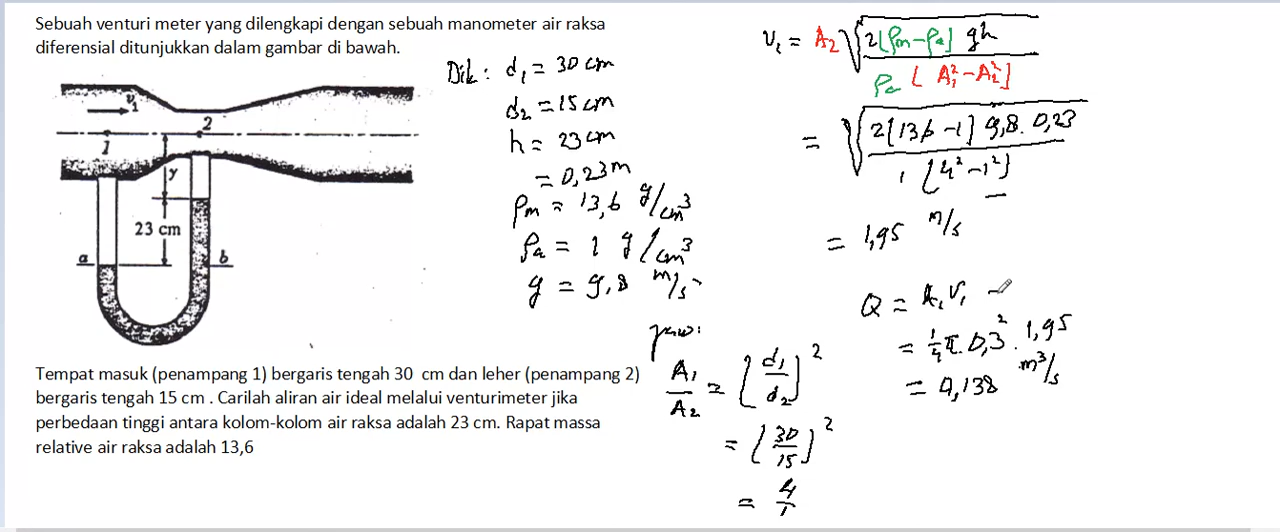 Sebuah venturi meter yang dilengkapi dengan sebuah manometer air raksa
diferensial ditunjukkan dalam gambar di bawah.
v₁
1
2
y
23 cm
a
b
Tempat masuk (penampang 1) bergaris tengah 30 cm dan leher (penampang 2)
bergaris tengah 15 cm . Carilah aliran air ideal melalui venturimeter jika
perbedaan tinggi antara kolom-kolom air raksa adalah 23 cm. Rapat massa
relative air raksa adalah 13,6
Dik : d₁ = 30 cm
d₂ = 15 cm
h = 23 cm
= 0,23 m
ρm = 13,6 g/cm³
ρa = 1 g/cm³
g = 9,8 m/s²
Jaw:
A₁/A₂ = [d₁/d₂]²
= [30/15]²
= 4/1
v₁ = A₂ √(2[ρm-ρa] gh / ρa [A₁²-A₂²])
= √(2[13,6-1] 9,8. 0,23 / 1 [4²-1²])
= 1,95 m/s
Q = A₁V₁
= 1/4 π. 0,3² . 1,95
= 0,138 m³/s